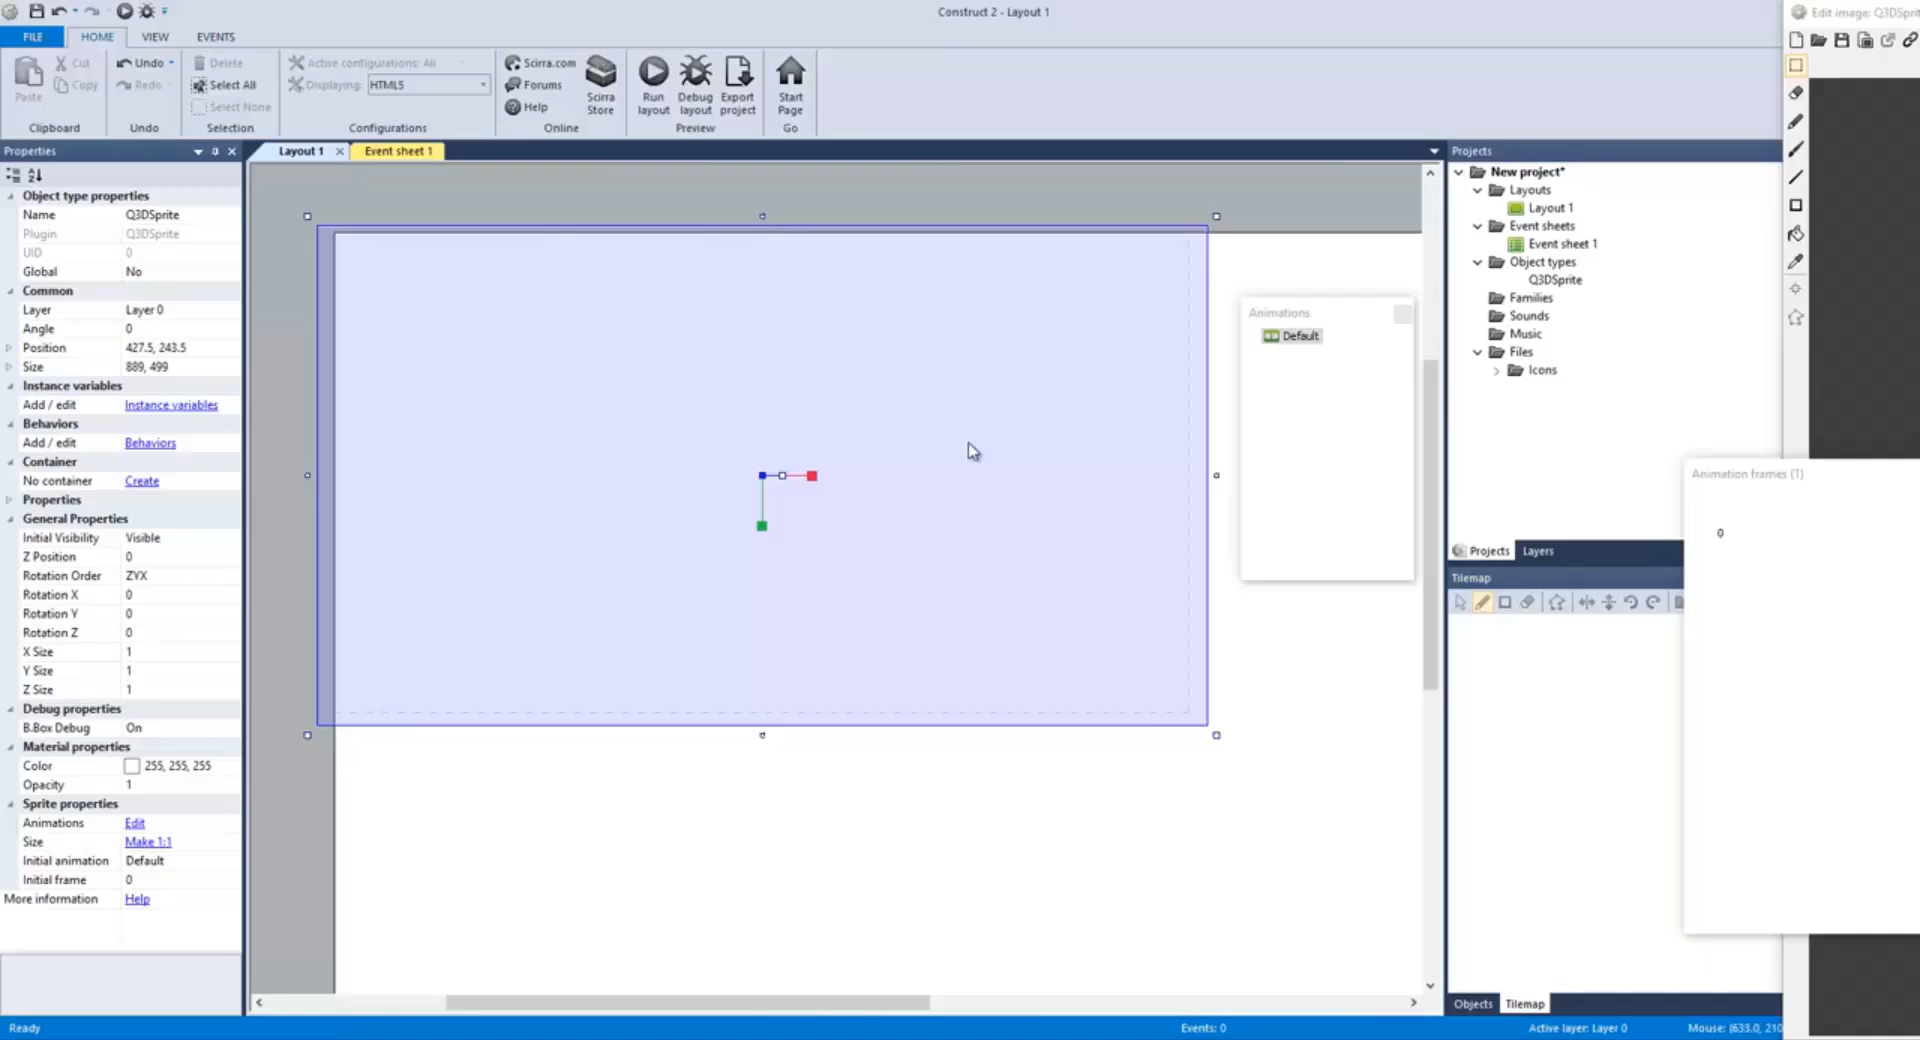 Construct 2 - Layout 1
Edit image: Q3DSprit
FILE
HOME
VIEW
EVENTS
Paste
Cut
Copy
Clipboard
Undo
Redo
Undo
Delete
Select All
Select None
Selection
Active configurations: All
Displaying: HTML5
Configurations
Scirra.com
Forums
Help
Scirra Store
Online
Run layout
Debug layout
Export project
Preview
Start Page
Go
Properties
Object type properties
Name Q3DSprite
Plugin Q3DSprite
UID 0
Global No
Common
Layer Layer 0
Angle 0
Position 427.5, 243.5
Size 889, 499
Instance variables
Add / edit Instance variables
Behaviors
Add / edit Behaviors
Container
No container Create
Properties
General Properties
Initial Visibility Visible
Z Position 0
Rotation Order ZYX
Rotation X 0
Rotation Y 0
Rotation Z 0
X Size 1
Y Size 1
Z Size 1
Debug properties
B.Box Debug On
Material properties
Color 255, 255, 255
Opacity 1
Sprite properties
Animations Edit
Size Make 1:1
Initial animation Default
Initial frame 0
More information Help
Layout 1
Event sheet 1
Animations
Default
Projects
New project*
Layouts
Layout 1
Event sheets
Event sheet 1
Object types
Q3DSprite
Families
Sounds
Music
Files
Icons
Animation frames (1)
0
Projects
Layers
Tilemap
Objects
Tilemap
Ready
Events: 0
Active layer: Layer 0
Mouse: (633.0, 210